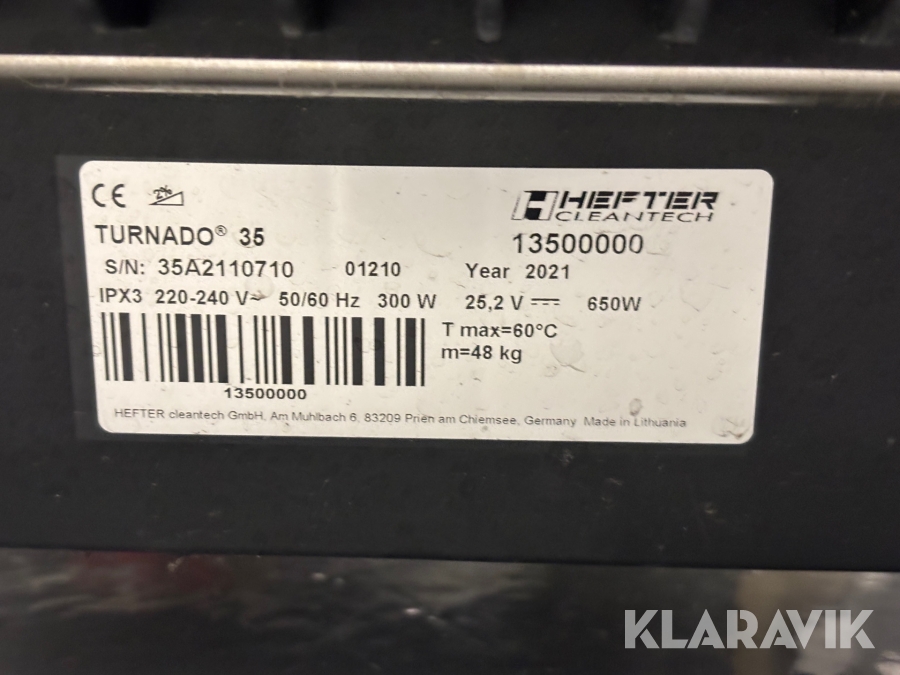 CE 2%
HEFTER
CLEANTECH
TURNADO® 35 13500000
S/N: 35A2110710 01210 Year 2021
IPX3 220-240 V~ 50/60 Hz 300 W 25,2 V 650W
T max=60°C
m=48 kg
13500000
HEFTER cleantech GmbH, Am Muhlbach 6, 83209 Prien am Chiemsee, Germany Made in Lithuania
KLARAVIK